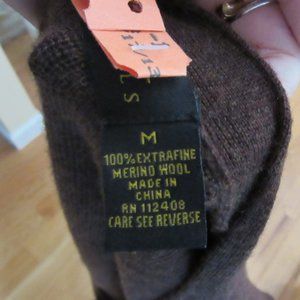 M
100% EXTRAFINE
MERINO WOOL
MADE IN
CHINA
RN 112408
CARE SEE REVERSE